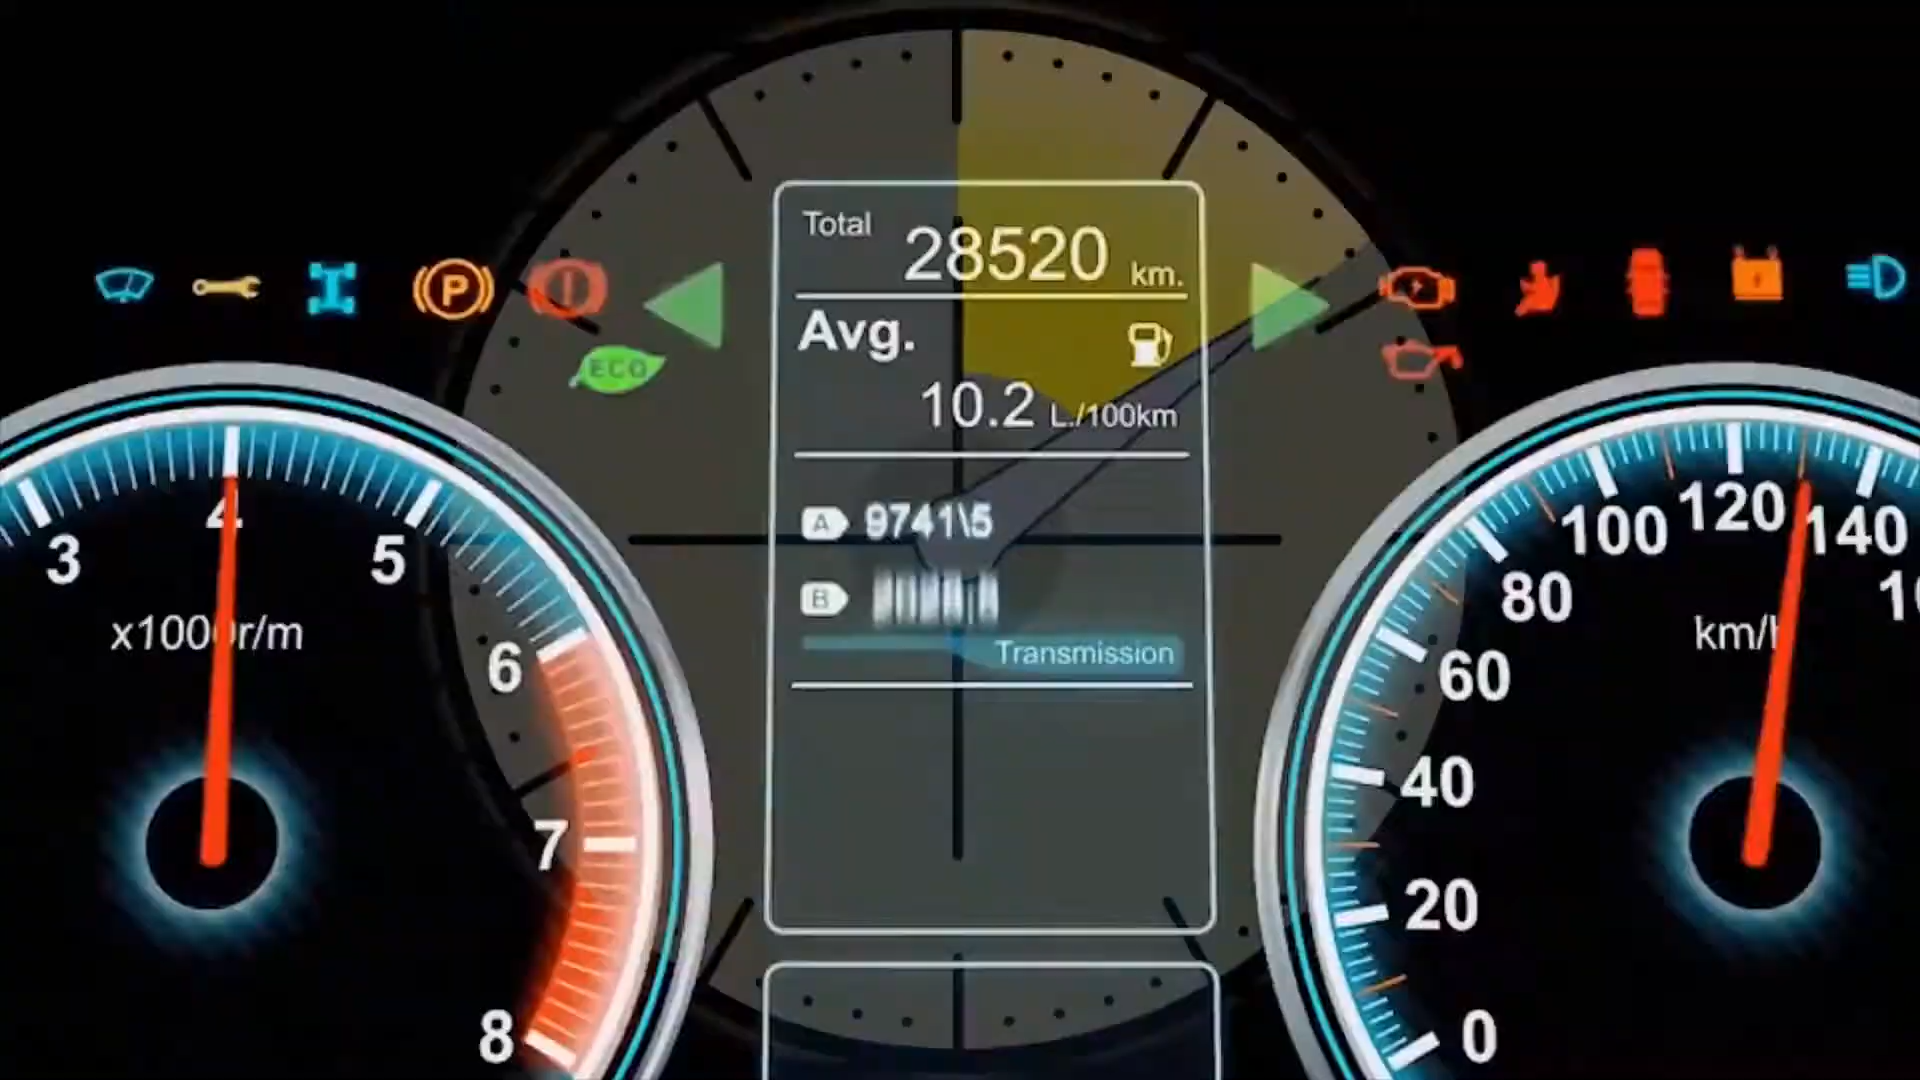 Total
28520 km.
Avg.
10.2 L./100km
A 9741\5
B
Transmission
P
ECO
3
4
5
6
7
8
x1000r/m
0
20
40
60
80
100
120
140
km/h